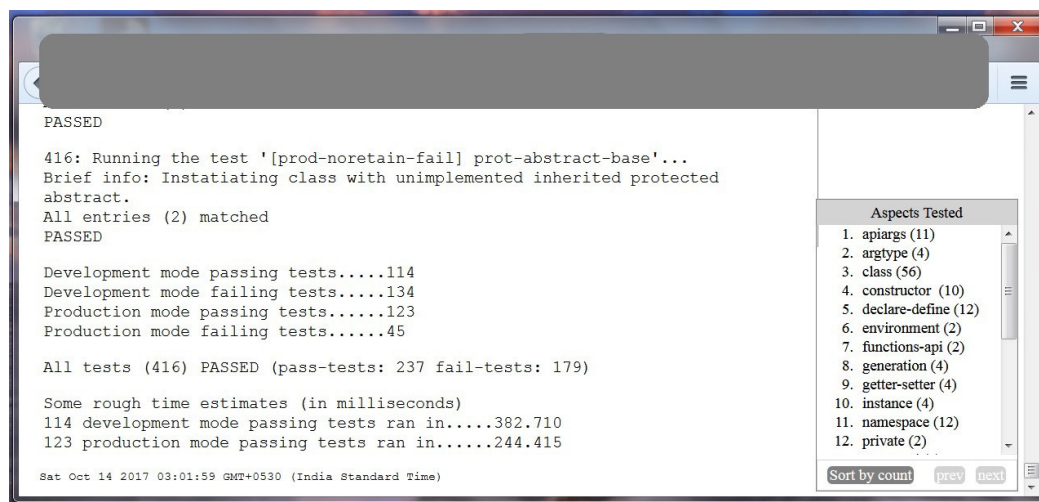 PASSED
416: Running the test '[prod-noretain-fail] prot-abstract-base'...
Brief info: Instatiating class with unimplemented inherited protected
abstract.
All entries (2) matched
PASSED
Development mode passing tests.....114
Development mode failing tests.....134
Production mode passing tests......123
Production mode failing tests......45
All tests (416) PASSED (pass-tests: 237 fail-tests: 179)
Some rough time estimates (in milliseconds)
114 development mode passing tests ran in.....382.710
123 production mode passing tests ran in......244.415
Sat Oct 14 2017 03:01:59 GMT+0530 (India Standard Time)
Aspects Tested
1. apiargs (11)
2. argtype (4)
3. class (56)
4. constructor (10)
5. declare-define (12)
6. environment (2)
7. functions-api (2)
8. generation (4)
9. getter-setter (4)
10. instance (4)
11. namespace (12)
12. private (2)
Sort by count prev next